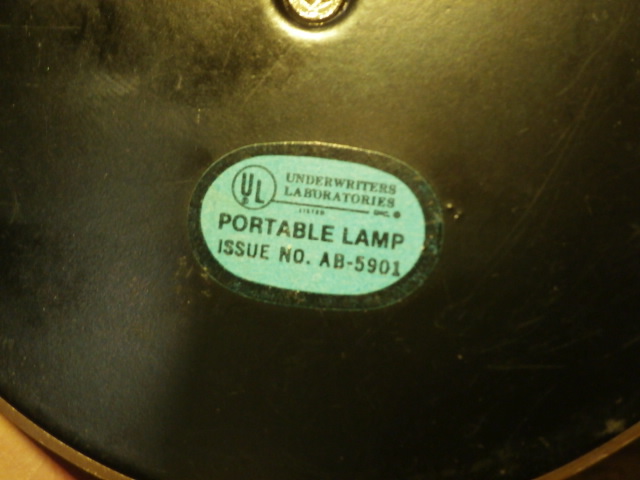 UL
UNDERWRITERS
LABORATORIES
LISTED INC.®
PORTABLE LAMP
ISSUE NO. AB-5901